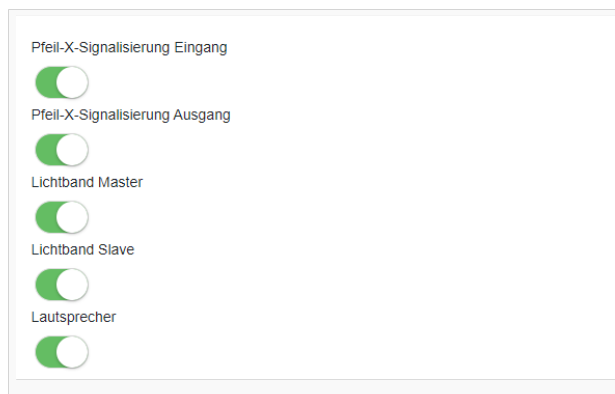 Pfeil-X-Signalisierung Eingang
Pfeil-X-Signalisierung Ausgang
Lichtband Master
Lichtband Slave
Lautsprecher